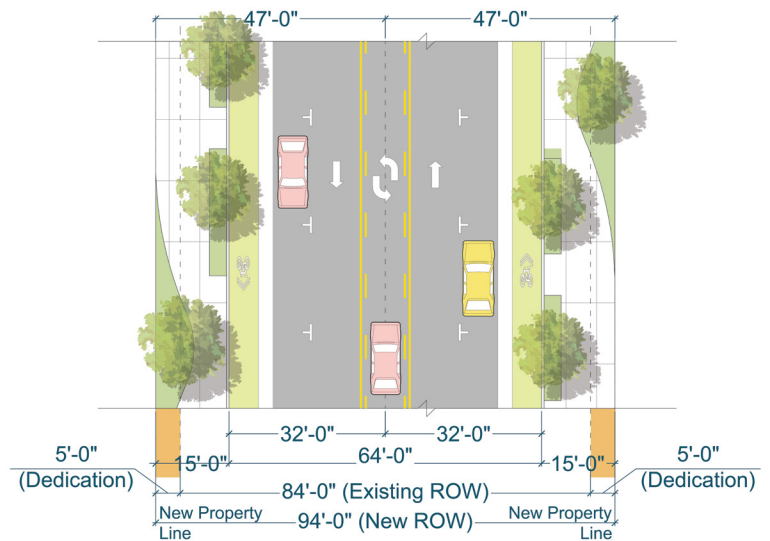 47'-0" 47'-0"
32'-0" 32'-0"
5'-0" 15'-0" 64'-0" 15'-0" 5'-0"
(Dedication) (Dedication)
84'-0" (Existing ROW)
New Property New Property
94'-0" (New ROW)
Line Line